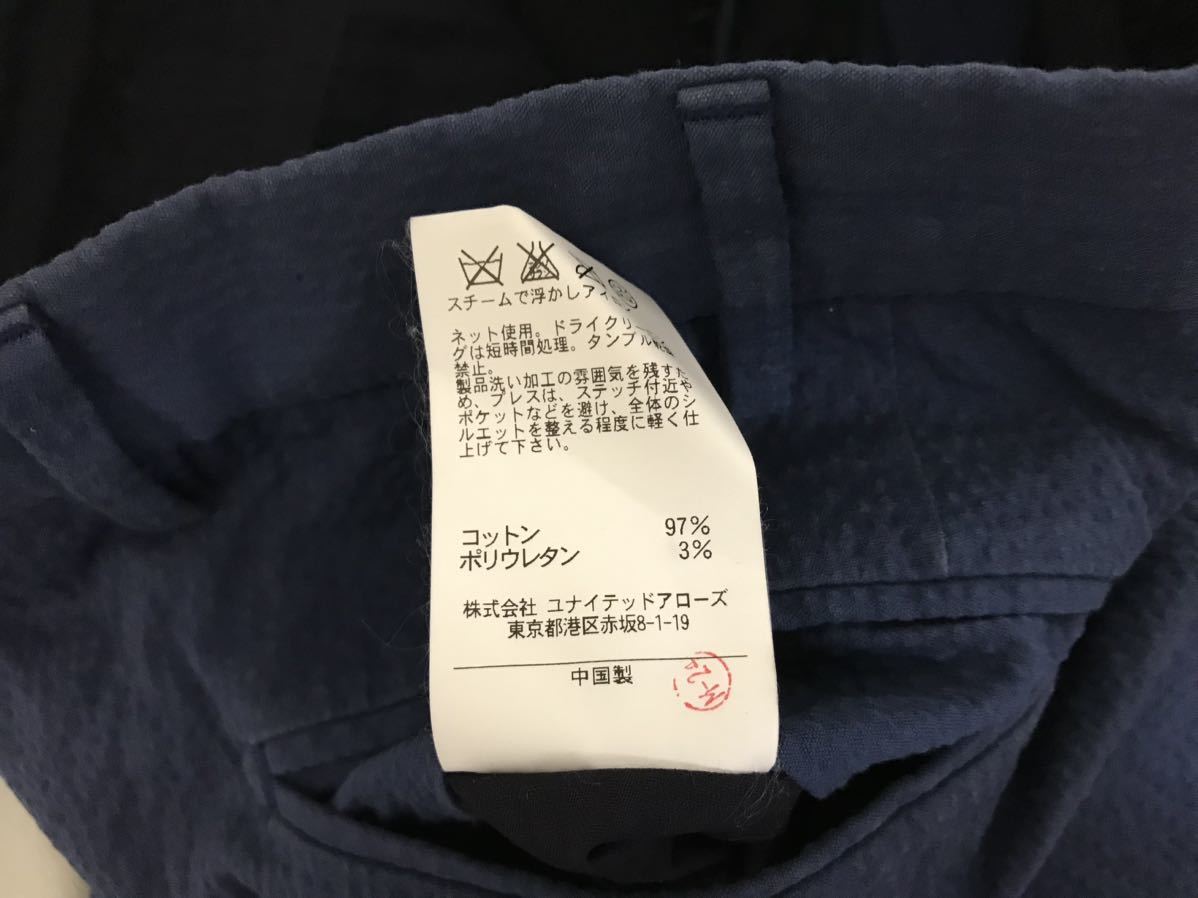 スチームで浮かしアイ
ネット使用。ドライクリ
グは短時間処理。タンブル
禁止。
製品洗い加工の雰囲気を残すた
め、プレスは、ステッチ付近や
ポケットなどを避け、全体のシ
ルエットを整える程度に軽く仕
上げて下さい。
コットン 97%
ポリウレタン 3%
株式会社 ユナイテッドアローズ
東京都港区赤坂8-1-19
中国製